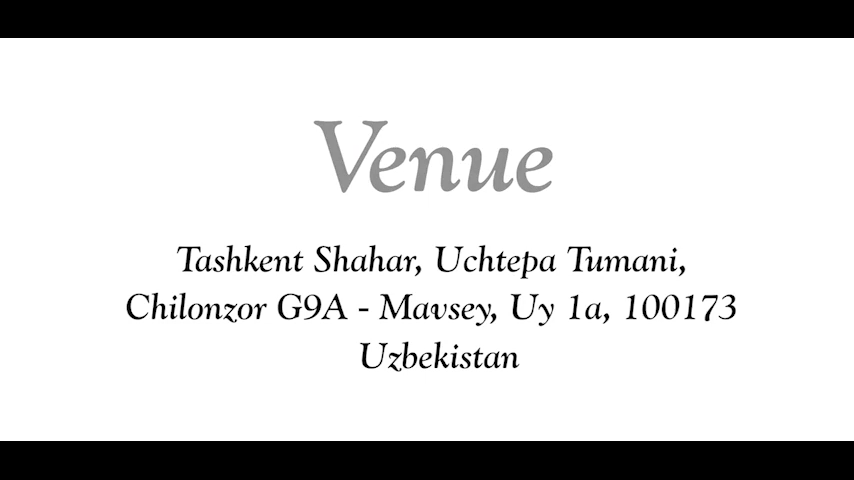 Venue
Tashkent Shahar, Uchtepa Tumani,
Chilonzor G9A - Mavsey, Uy 1a, 100173
Uzbekistan